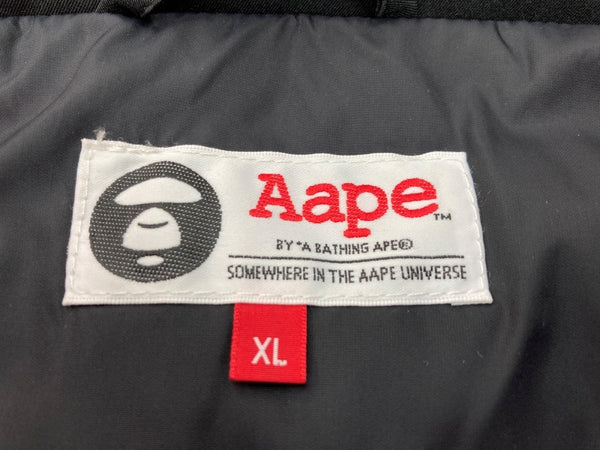 Aape™
BY *A BATHING APE®
SOMEWHERE IN THE AAPE UNIVERSE
XL